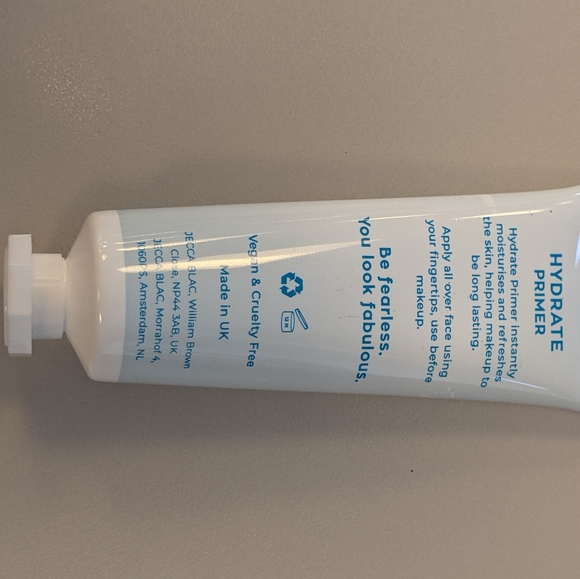 HYDRATE
PRIMER
Hydrate Primer instantly
moisturises and refreshes
the skin, helping makeup to
be long lasting.
Apply all over face using
your fingertips, use before
makeup.
Be fearless.
You look fabulous.
Vegan & Cruelty Free
Made in UK
JECCA BLAC, William Brown
Close, NP44 3AB, UK
JECCA BLAC, Morrahof 4,
Amsterdam, NL